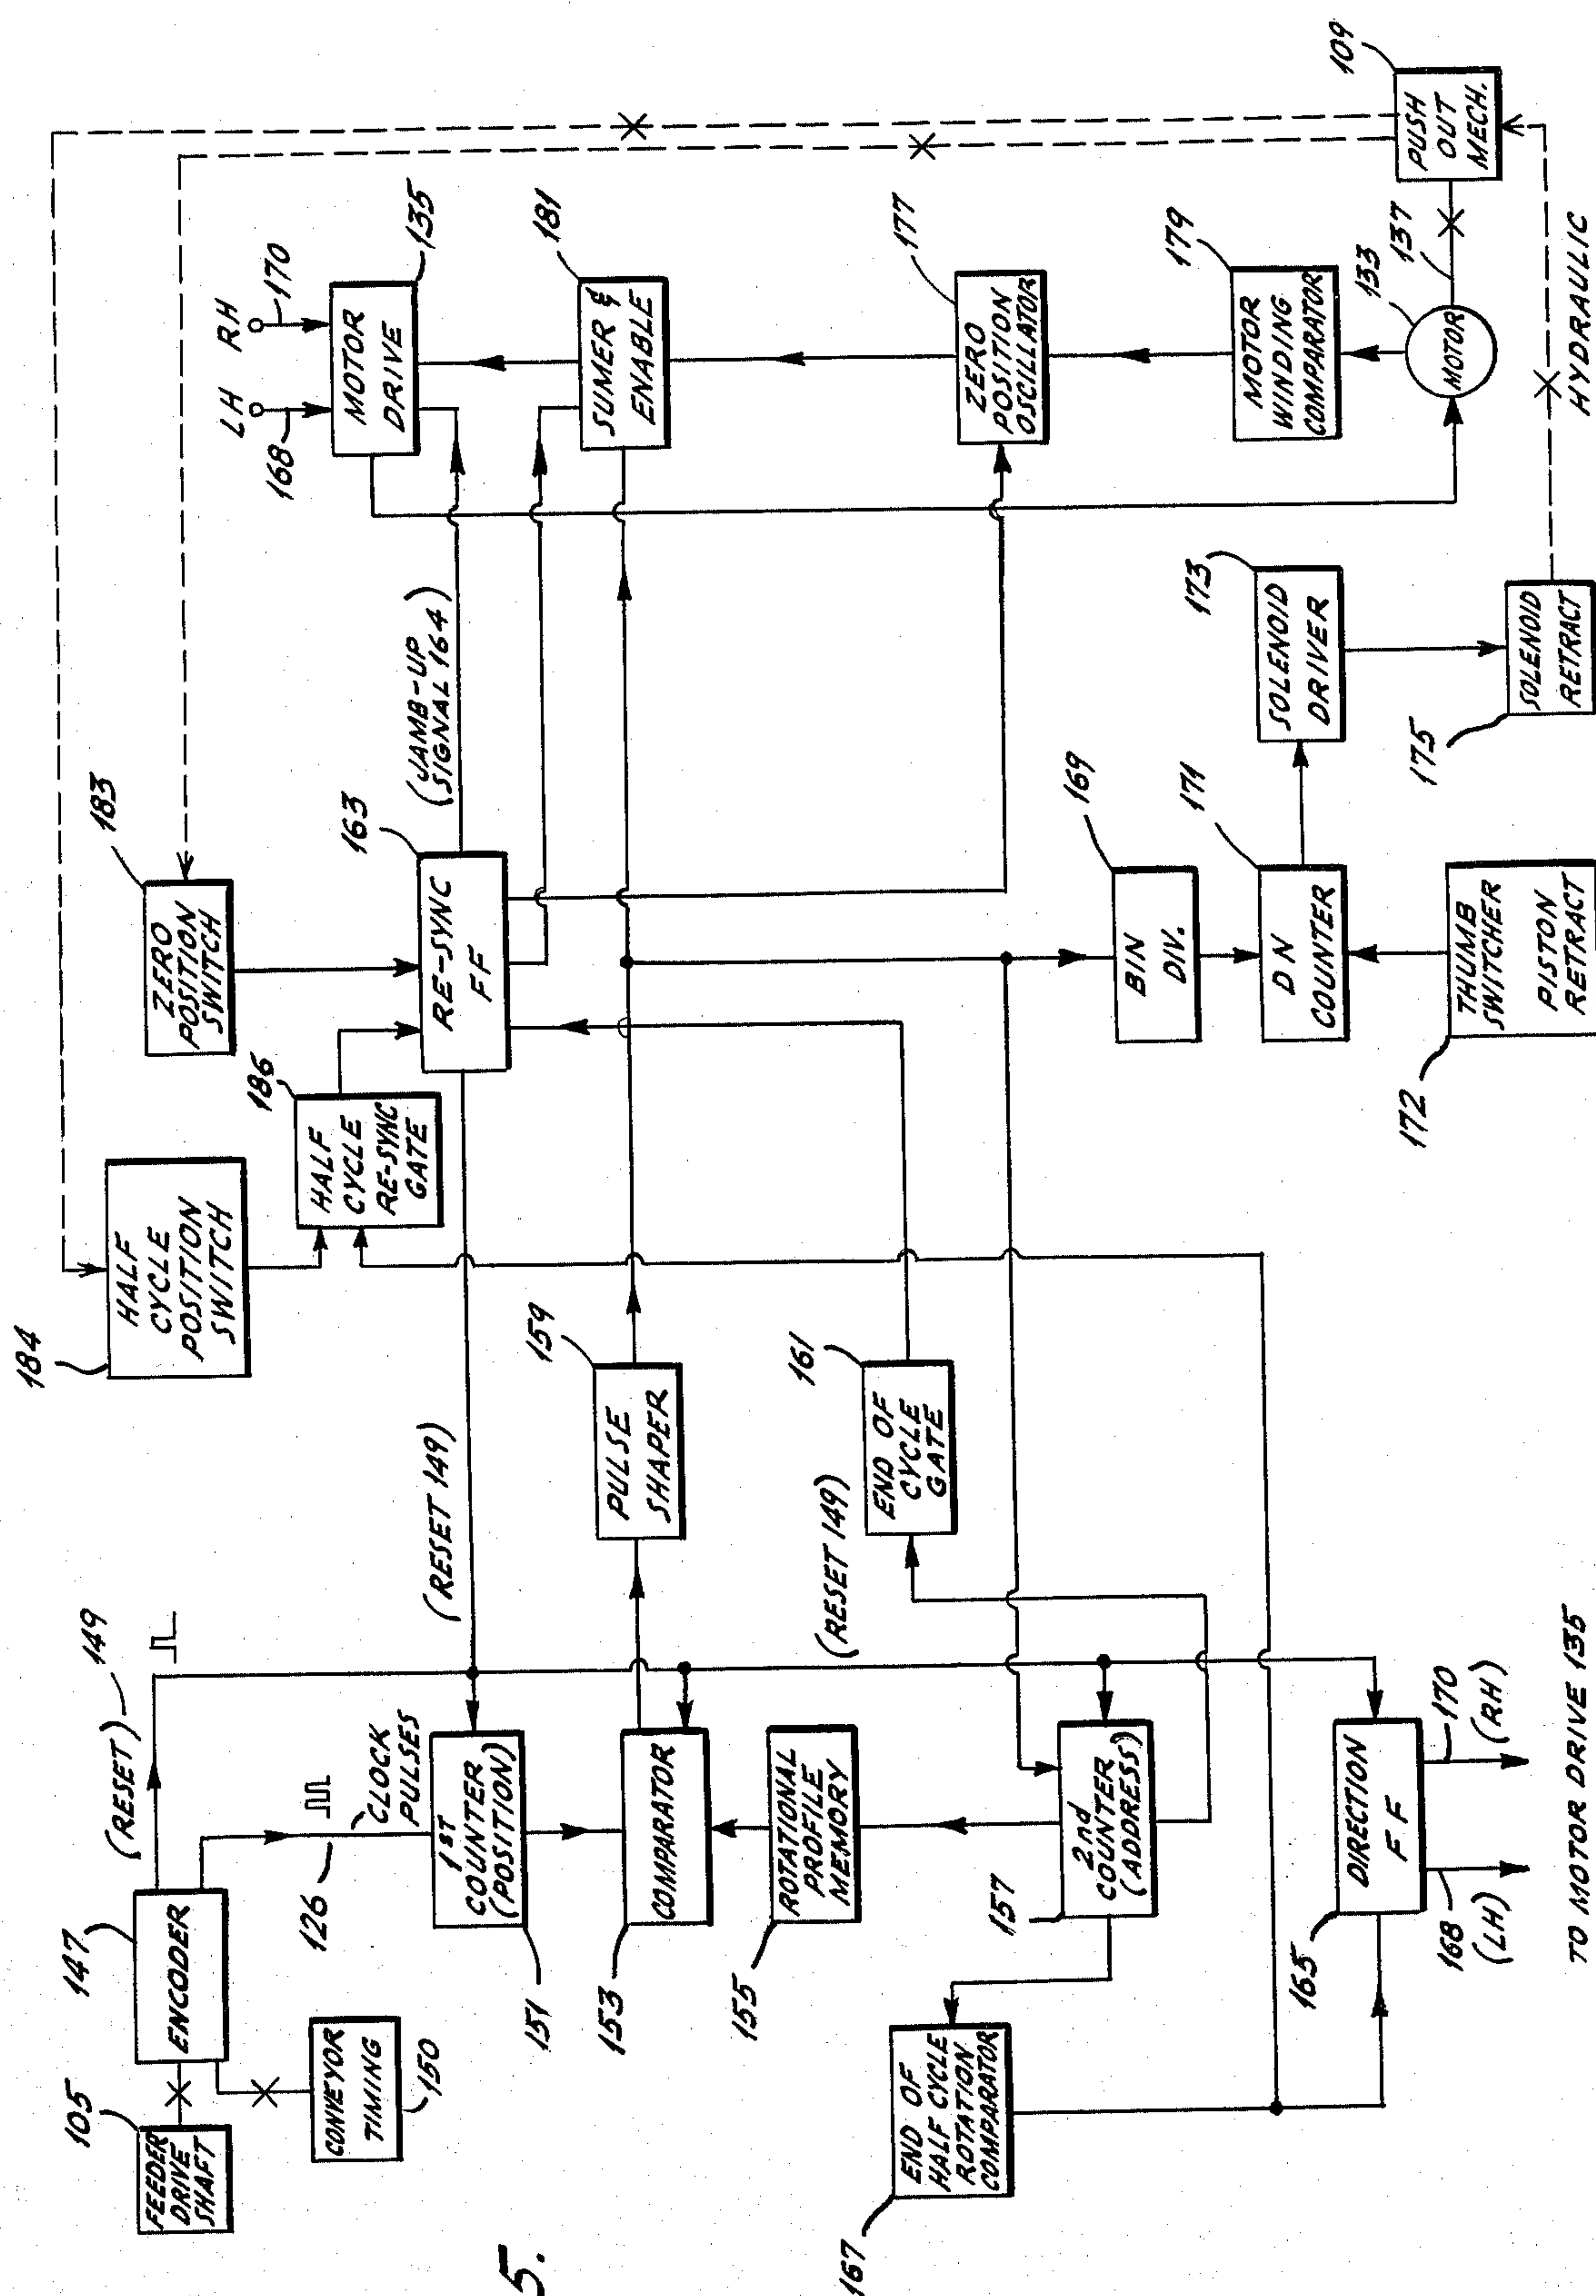 184
HALF
CYCLE
POSITION
SWITCH
183
ZERO
POSITION
SWITCH
186
HALF
CYCLE
RE-SYNC
GATE
163
RE-SYNC
FF
(JAMB-UP
SIGNAL 164)
LH
RH
168
170
MOTOR
DRIVE
135
SUMER &
ENABLE
181
ZERO
POSITION
OSCILLATOR
177
MOTOR
WINDING
COMPARATOR
179
MOTOR
133
137
PUSH
OUT
MECH.
109
HYDRAULIC
105
FEEDER
DRIVE
SHAFT
147
ENCODER
(RESET)
149
CONVEYOR
TIMING
150
126
CLOCK
PULSES
(RESET 149)
1ST
COUNTER
(POSITION)
151
COMPARATOR
153
PULSE
SHAPER
159
ROTATIONAL
PROFILE
MEMORY
155
END OF
CYCLE
GATE
161
(RESET 149)
2nd
COUNTER
(ADDRESS)
157
END OF
HALF CYCLE
ROTATION
COMPARATOR
167
DIRECTION
FF
165
168
(LH)
170
(RH)
TO MOTOR DRIVE 135
BIN
DIV.
169
DN
COUNTER
171
THUMB
SWITCHER
PISTON
RETRACT
172
SOLENOID
DRIVER
173
SOLENOID
RETRACT
175
5.